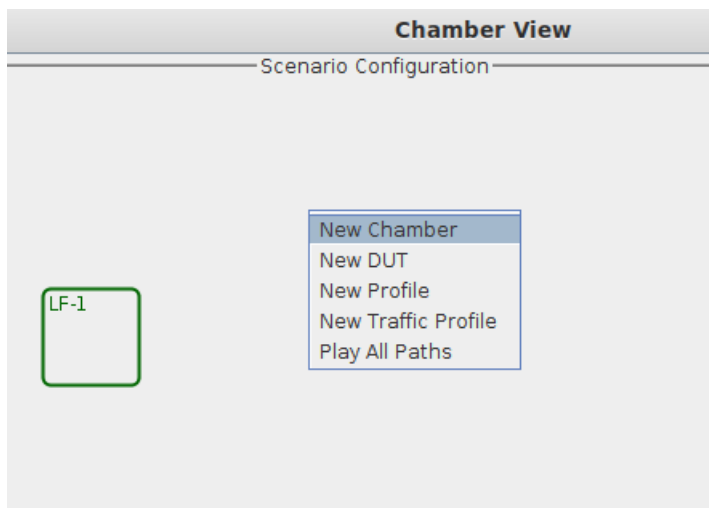 Chamber View
Scenario Configuration
New Chamber
New DUT
LF-1
New Profile
New Traffic Profile
Play All Paths